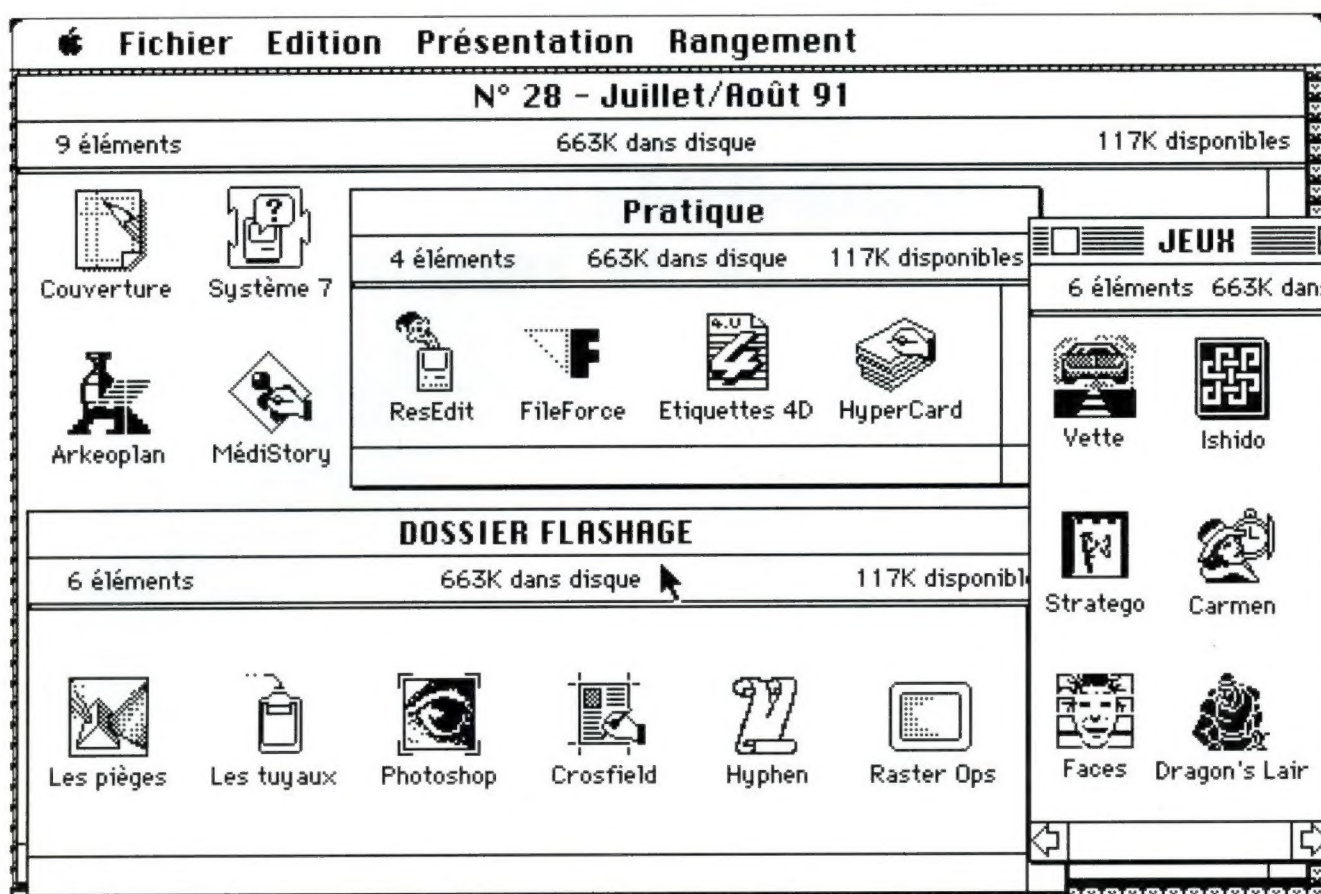 Fichier Edition Présentation Rangement
N° 28 - Juillet/Août 91
9 éléments 663K dans disque 117K disponibles
Couverture Système 7
Arkeoplan MédiStory
Pratique
4 éléments 663K dans disque 117K disponibles
4.0
ResEdit FileForce Etiquettes 4D HyperCard
JEUX
6 éléments 663K dan
Vette Ishido
Stratego Carmen
Faces Dragon's Lair
DOSSIER FLASHAGE
6 éléments 663K dans disque 117K disponibl
Les pièges Les tuyaux Photoshop Crosfield Hyphen Raster Ops